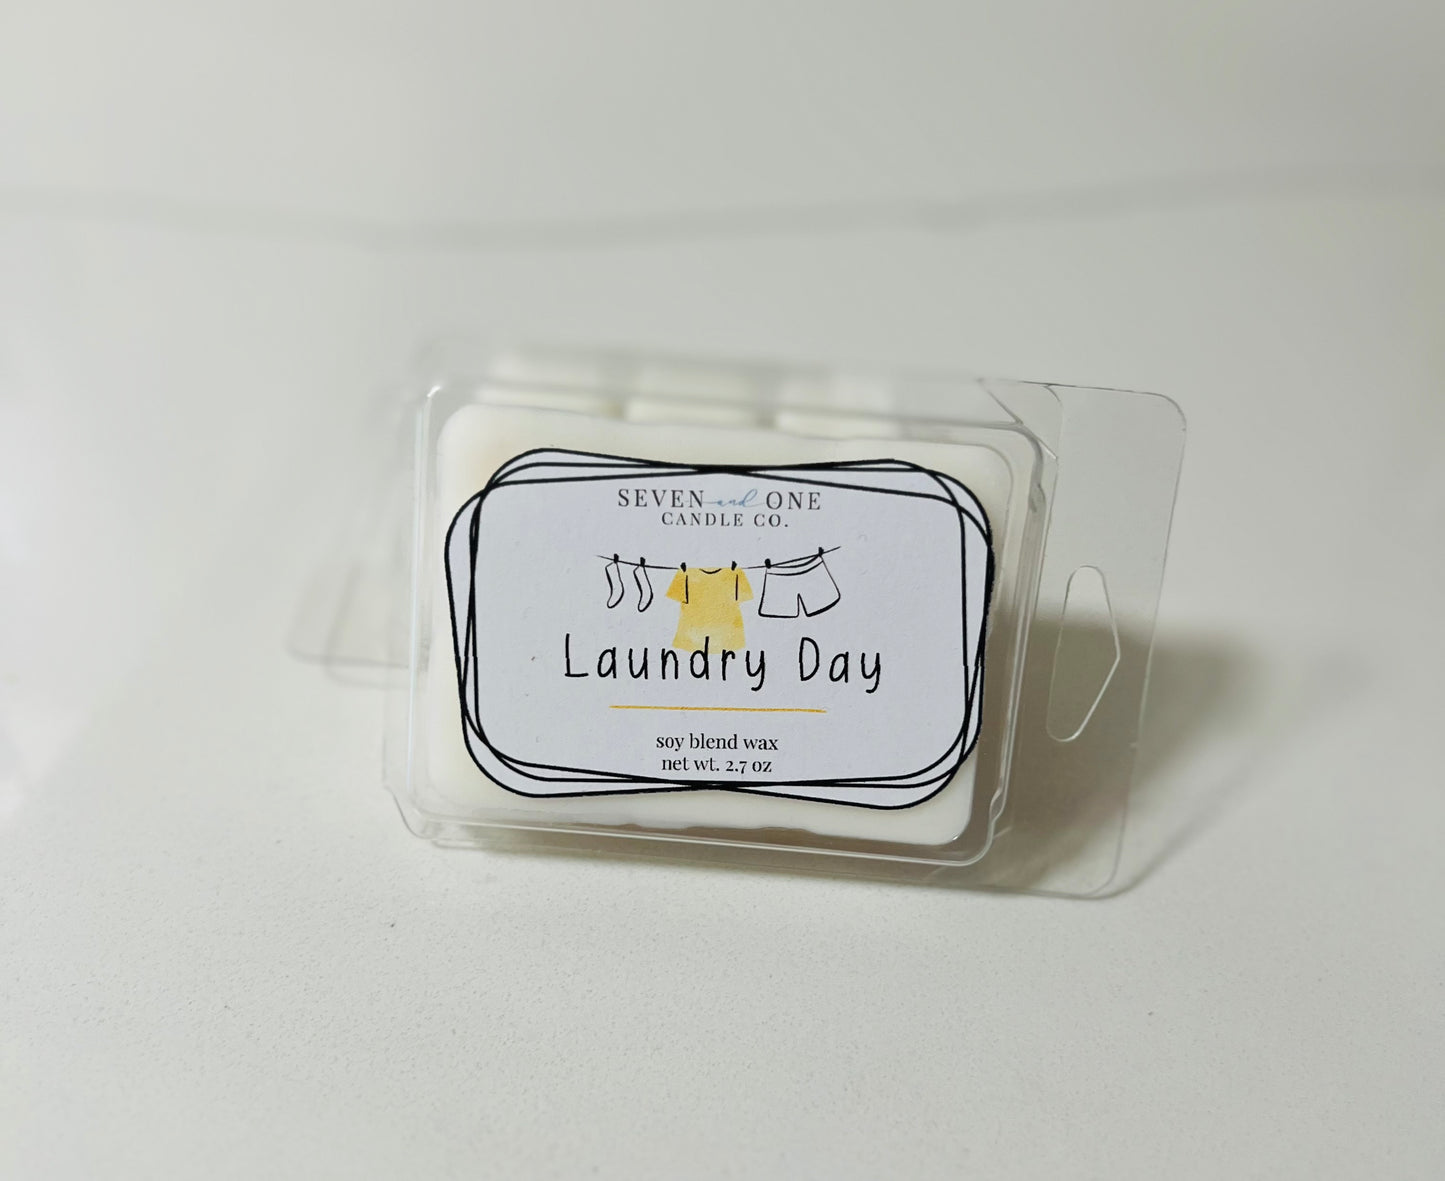 SEVEN and ONE
CANDLE CO.
Laundry Day
soy blend wax
net wt. 2.7 oz